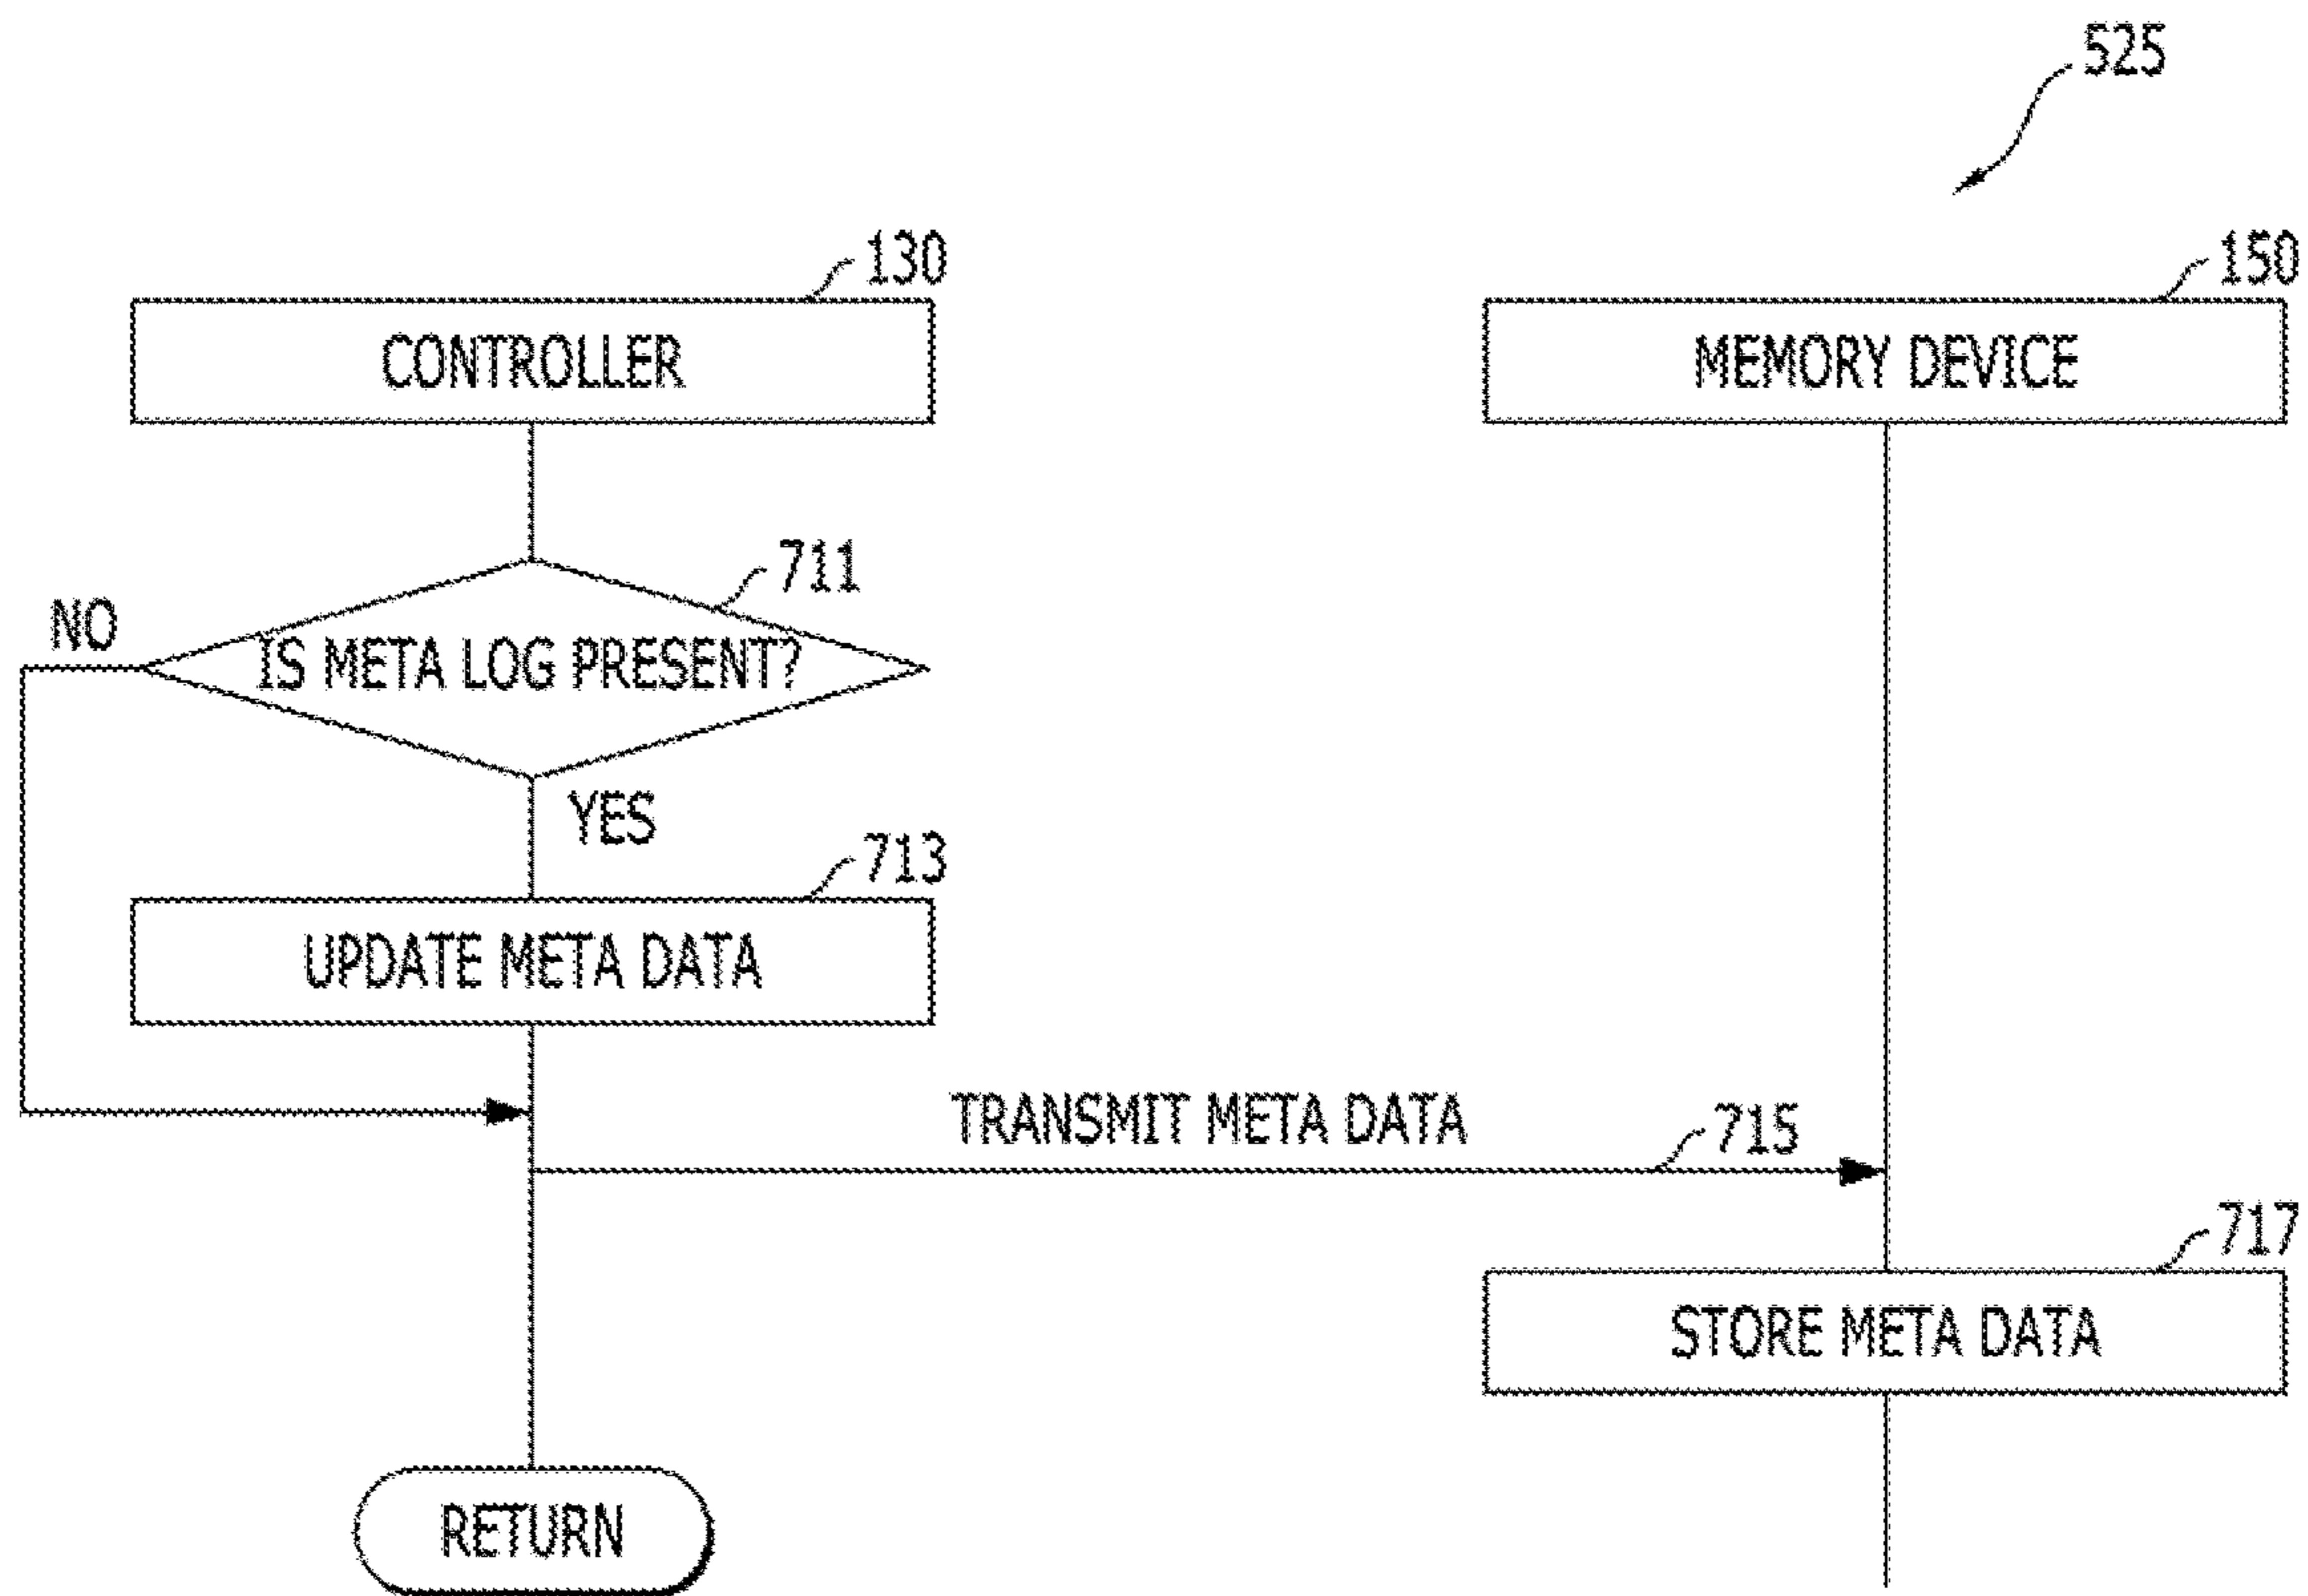 525
130
150
CONTROLLER
MEMORY DEVICE
711
NO
IS META LOG PRESENT?
YES
713
UPDATE META DATA
TRANSMIT META DATA
715
717
STORE META DATA
RETURN